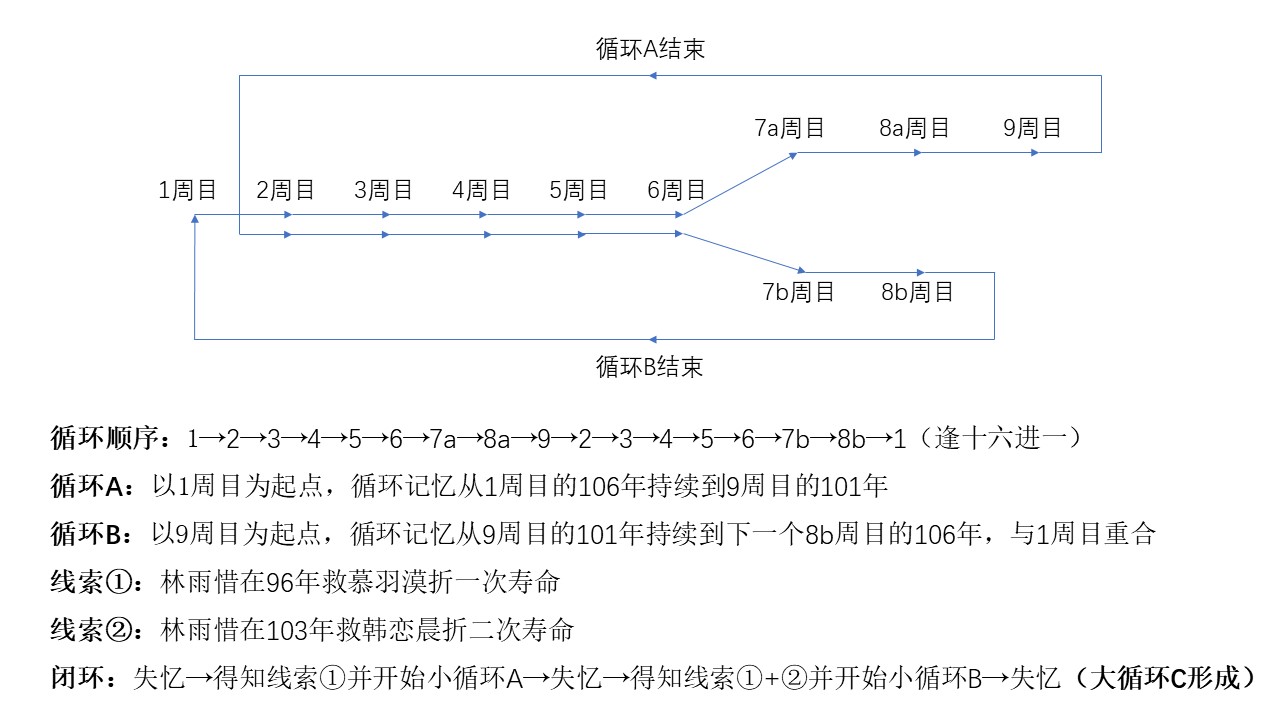 循环A结束
7a周目 8a周目 9周目
1周目 2周目 3周目 4周目 5周目 6周目
7b周目 8b周目
循环B结束
循环顺序：1→2→3→4→5→6→7a→8a→9→2→3→4→5→6→7b→8b→1（逢十六进一）
循环A：以1周目为起点，循环记忆从1周目的106年持续到9周目的101年
循环B：以9周目为起点，循环记忆从9周目的101年持续到下一个8b周目的106年，与1周目重合
线索①：林雨惜在96年救慕羽漠折一次寿命
线索②：林雨惜在103年救韩恋晨折二次寿命
闭环：失忆→得知线索①并开始小循环A→失忆→得知线索①+②并开始小循环B→失忆（大循环C形成）